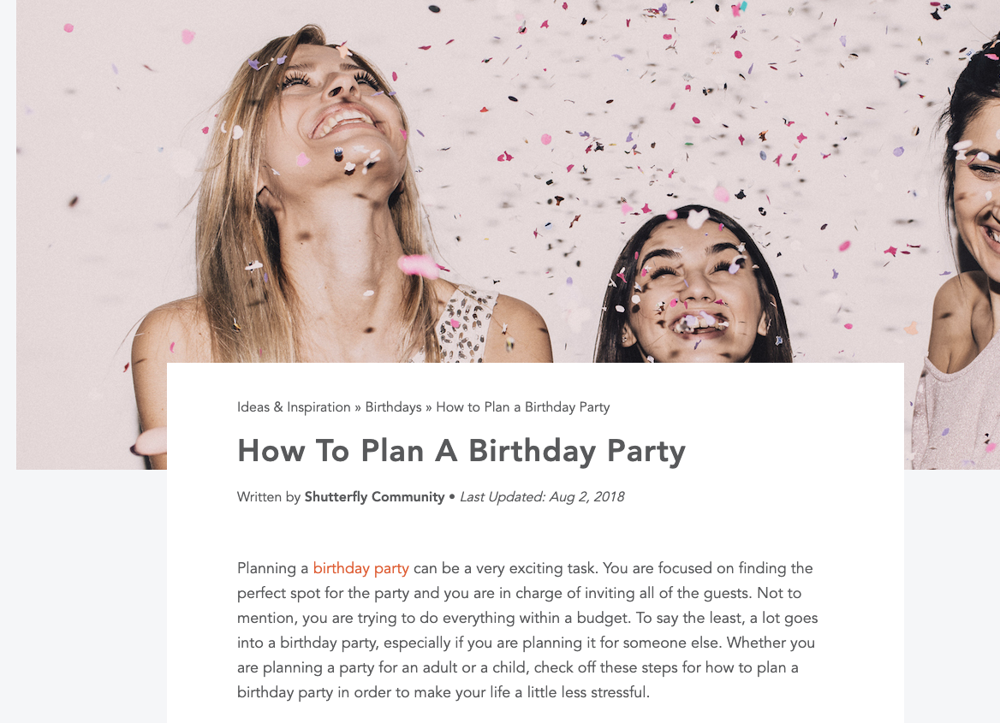 Ideas & Inspiration » Birthdays » How to Plan a Birthday Party
How To Plan A Birthday Party
Written by Shutterfly Community • Last Updated: Aug 2, 2018
Planning a birthday party can be a very exciting task. You are focused on finding the
perfect spot for the party and you are in charge of inviting all of the guests. Not to
mention, you are trying to do everything within a budget. To say the least, a lot goes
into a birthday party, especially if you are planning it for someone else. Whether you
are planning a party for an adult or a child, check off these steps for how to plan a
birthday party in order to make your life a little less stressful.